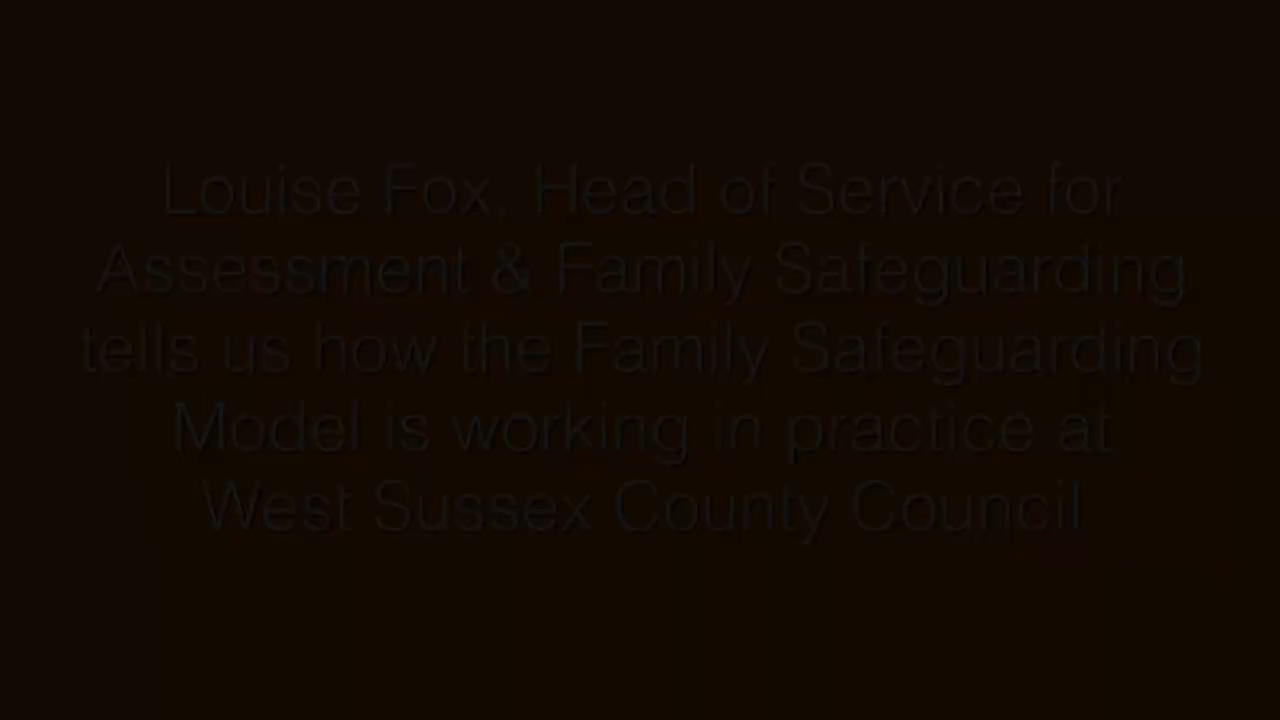 Louise Fox, Head of Service for
Assessment & Family Safeguarding
tells us how the Family Safeguarding
Model is working in practice at
West Sussex County Council